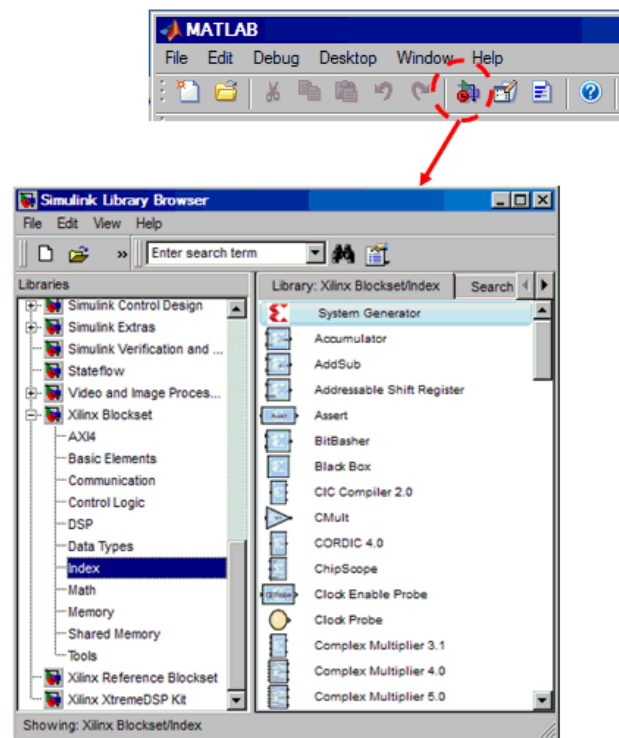 MATLAB
File Edit Debug Desktop Window Help
Simulink Library Browser
File Edit View Help
» Enter search term
Libraries
Simulink Control Design
Simulink Extras
Simulink Verification and ...
Stateflow
Video and Image Proces...
Xilinx Blockset
AXI4
Basic Elements
Communication
Control Logic
DSP
Data Types
Index
Math
Memory
Shared Memory
Tools
Xilinx Reference Blockset
Xilinx XtremeDSP Kit
Library: Xilinx Blockset/Index Search
System Generator
Accumulator
AddSub
Addressable Shift Register
Assert
BitBasher
Black Box
CIC Compiler 2.0
CMult
CORDIC 4.0
ChipScope
Clock Enable Probe
Clock Probe
Complex Multiplier 3.1
Complex Multiplier 4.0
Complex Multiplier 5.0
Showing: Xilinx Blockset/Index